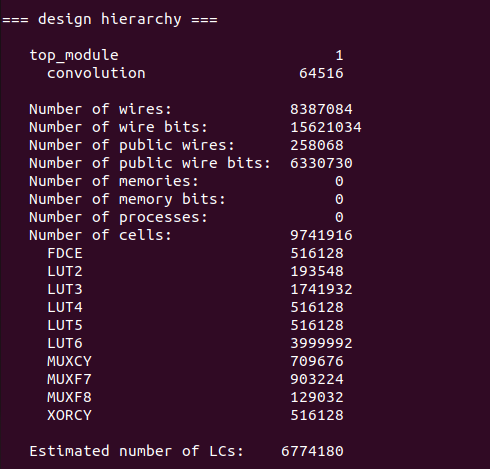 === design hierarchy ===
top_module 1
convolution 64516
Number of wires: 8387084
Number of wire bits: 15621034
Number of public wires: 258068
Number of public wire bits: 6330730
Number of memories: 0
Number of memory bits: 0
Number of processes: 0
Number of cells: 9741916
FDCE 516128
LUT2 193548
LUT3 1741932
LUT4 516128
LUT5 516128
LUT6 3999992
MUXCY 709676
MUXF7 903224
MUXF8 129032
XORCY 516128
Estimated number of LCs: 6774180